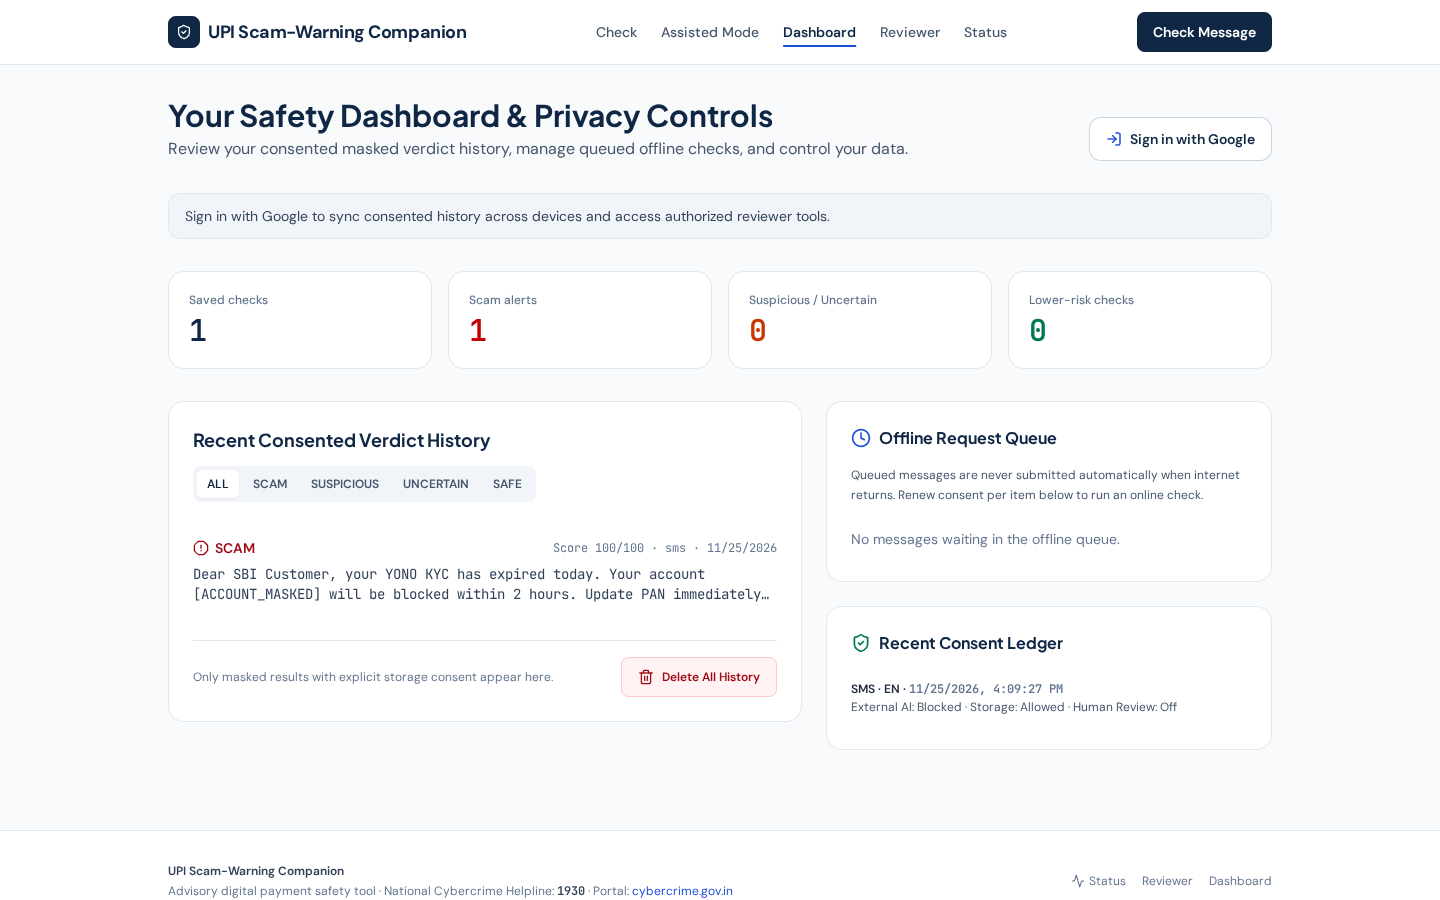 UPI Scam-Warning Companion
Check
Assisted Mode
Dashboard
Reviewer
Status
Check Message
Your Safety Dashboard & Privacy Controls
Review your consented masked verdict history, manage queued offline checks, and control your data.
Sign in with Google
Sign in with Google to sync consented history across devices and access authorized reviewer tools.
Saved checks
1
Scam alerts
1
Suspicious / Uncertain
0
Lower-risk checks
0
Recent Consented Verdict History
ALL
SCAM
SUSPICIOUS
UNCERTAIN
SAFE
SCAM
Score 100/100 · sms · 11/25/2026
Dear SBI Customer, your YONO KYC has expired today. Your account
[ACCOUNT_MASKED] will be blocked within 2 hours. Update PAN immediately…
Only masked results with explicit storage consent appear here.
Delete All History
Offline Request Queue
Queued messages are never submitted automatically when internet
returns. Renew consent per item below to run an online check.
No messages waiting in the offline queue.
Recent Consent Ledger
SMS · EN · 11/25/2026, 4:09:27 PM
External AI: Blocked · Storage: Allowed · Human Review: Off
UPI Scam-Warning Companion
Advisory digital payment safety tool · National Cybercrime Helpline: 1930 · Portal: cybercrime.gov.in
Status
Reviewer
Dashboard